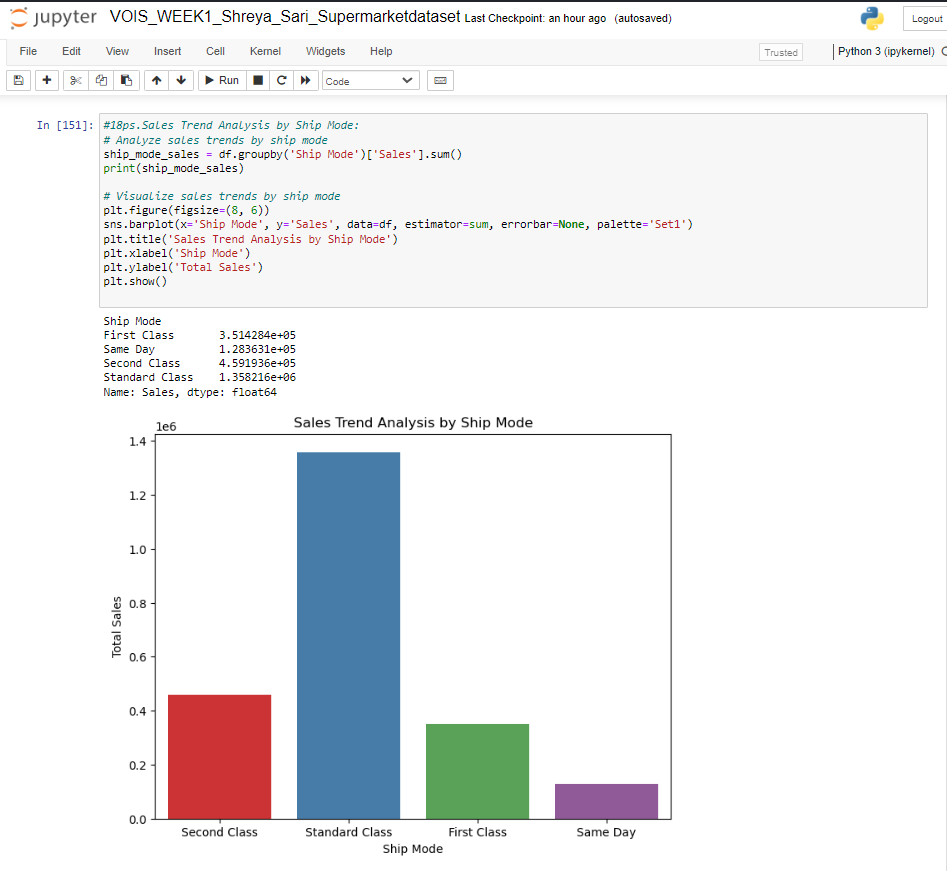 jupyter VOIS_WEEK1_Shreya_Sari_Supermarketdataset Last Checkpoint: an hour ago (autosaved) Logout
File Edit View Insert Cell Kernel Widgets Help Trusted Python 3 (ipykernel)
Run Code
In [151]: #18ps.Sales Trend Analysis by Ship Mode:
# Analyze sales trends by ship mode
ship_mode_sales = df.groupby('Ship Mode')['Sales'].sum()
print(ship_mode_sales)
# Visualize sales trends by ship mode
plt.figure(figsize=(8, 6))
sns.barplot(x='Ship Mode', y='Sales', data=df, estimator=sum, errorbar=None, palette='Set1')
plt.title('Sales Trend Analysis by Ship Mode')
plt.xlabel('Ship Mode')
plt.ylabel('Total Sales')
plt.show()
Ship Mode
First Class 3.514284e+05
Same Day 1.283631e+05
Second Class 4.591936e+05
Standard Class 1.358216e+06
Name: Sales, dtype: float64
Sales Trend Analysis by Ship Mode
1e6
1.4
1.2
1.0
0.8
0.6
0.4
0.2
0.0
Total Sales
Second Class Standard Class First Class Same Day
Ship Mode